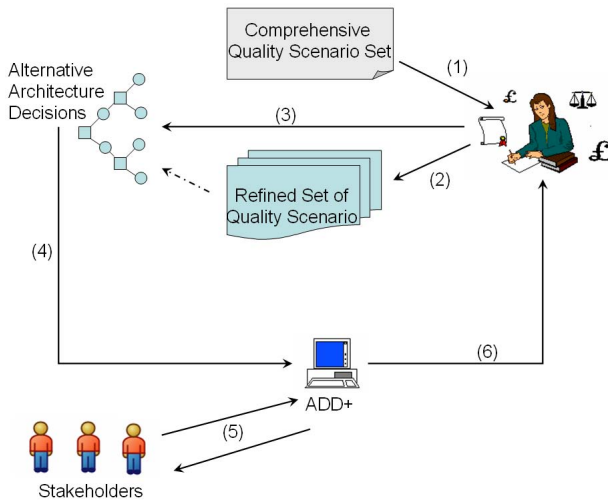 Comprehensive
Quality Scenario Set
(1)
Alternative
Architecture
Decisions
£
(3)
£
(2)
Refined Set of
Quality Scenario
(4)
(6)
ADD+
(5)
Stakeholders